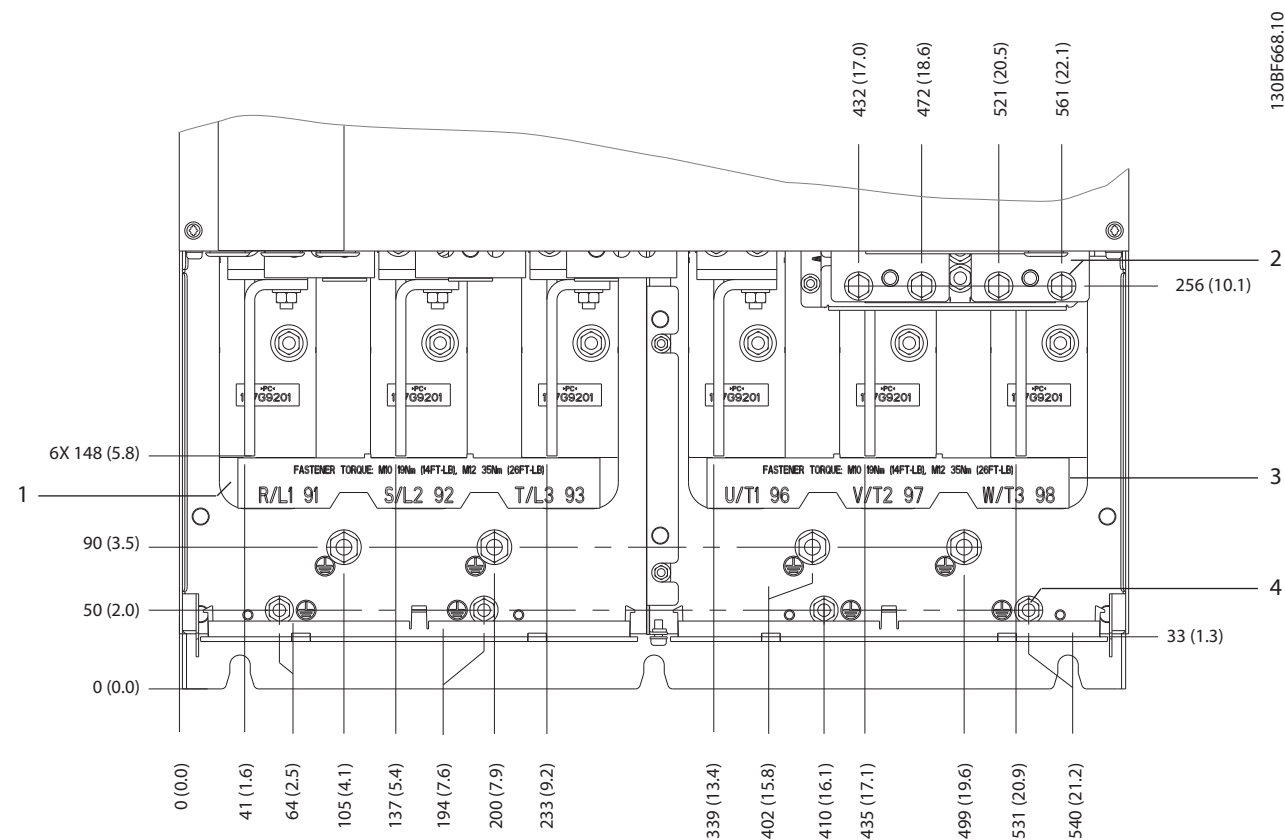 130BF668.10
432 (17.0)
472 (18.6)
521 (20.5)
561 (22.1)
2
256 (10.1)
>PC<
>PC<
>PC<
>PC<
>PC<
>PC<
6X 148 (5.8)
FASTENER TORQUE: M10 19Nm (14FT-LB), M12 35Nm (26FT-LB)
FASTENER TORQUE: M10 19Nm (14FT-LB), M12 35Nm (26FT-LB)
1
R/L1 91
S/L2 92
T/L3 93
U/T1 96
V/T2 97
W/T3 98
3
90 (3.5)
50 (2.0)
4
33 (1.3)
0 (0.0)
0 (0.0)
41 (1.6)
64 (2.5)
105 (4.1)
137 (5.4)
194 (7.6)
200 (7.9)
233 (9.2)
339 (13.4)
402 (15.8)
410 (16.1)
435 (17.1)
499 (19.6)
531 (20.9)
540 (21.2)